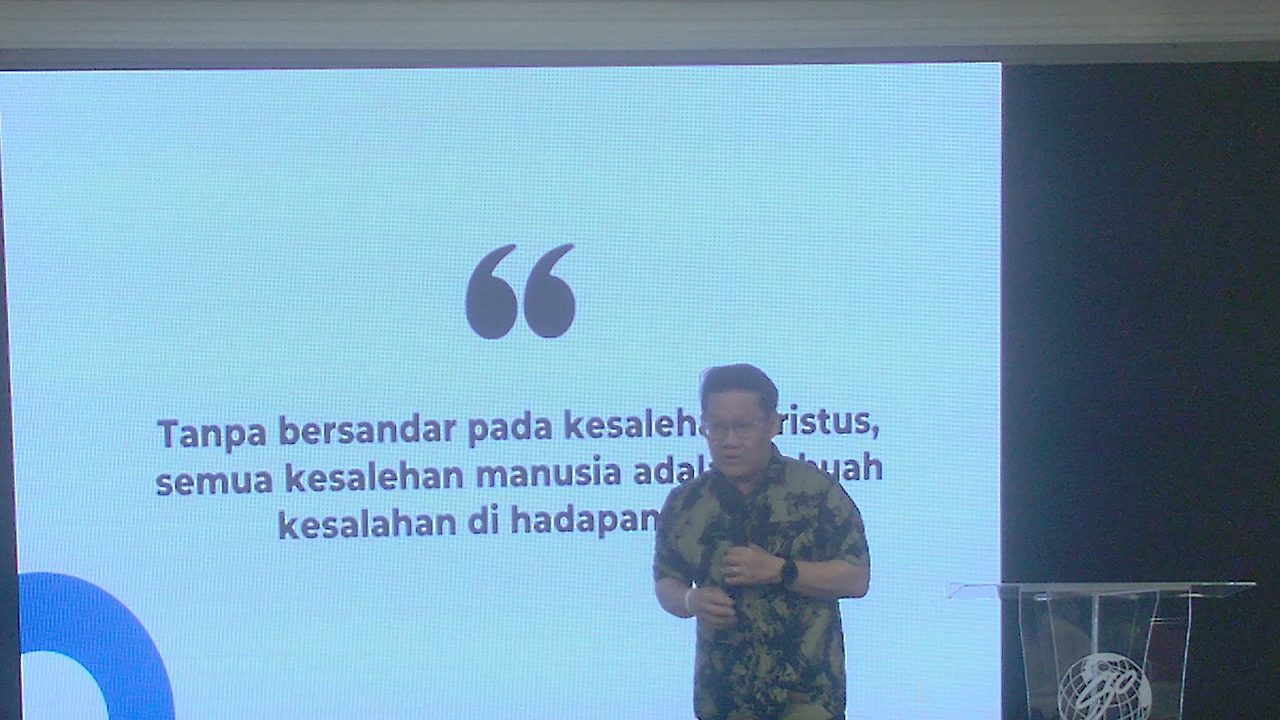 Tanpa bersandar pada kesaleh ristus,
semua kesalehan manusia adal buah
kesalahan di hadapan